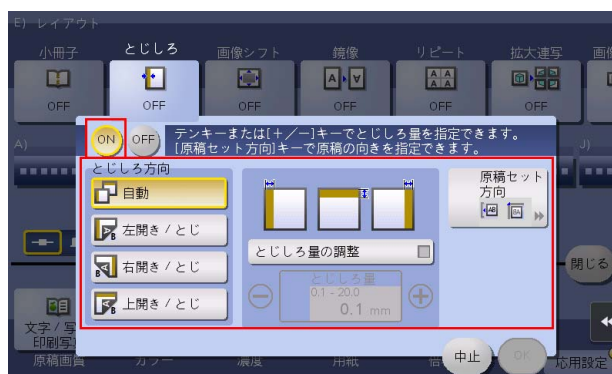 E) レイアウト
小冊子 とじしろ 画像シフト 鏡像 リピート 拡大連写 画像
OFF OFF OFF OFF OFF OFF
A) ON OFF テンキーまたは[+/−]キーでとじしろ量を指定できます。 J)
[原稿セット方向]キーで原稿の向きを指定できます。
とじしろ方向
自動
左開き / とじ
右開き / とじ
上開き / とじ
とじしろ量の調整
とじしろ量
0.1 - 20.0
0.1 mm
原稿セット
方向
閉じる
文字/写
印刷写
原稿画質 カラー 濃度 用紙 倍
中止 OK 応用設定